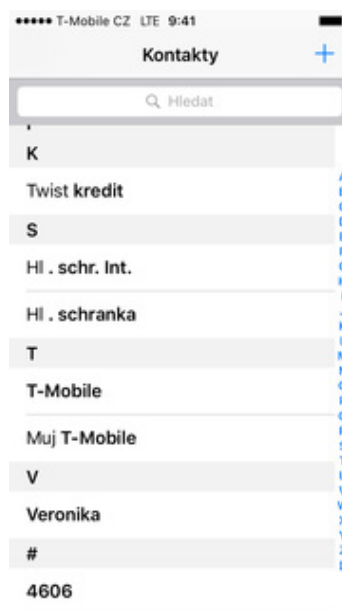 T-Mobile CZ LTE 9:41
Kontakty +
Hledat
K
Twist kredit
S
Hl . schr. Int.
Hl . schranka
T
T-Mobile
Muj T-Mobile
V
Veronika
#
4606